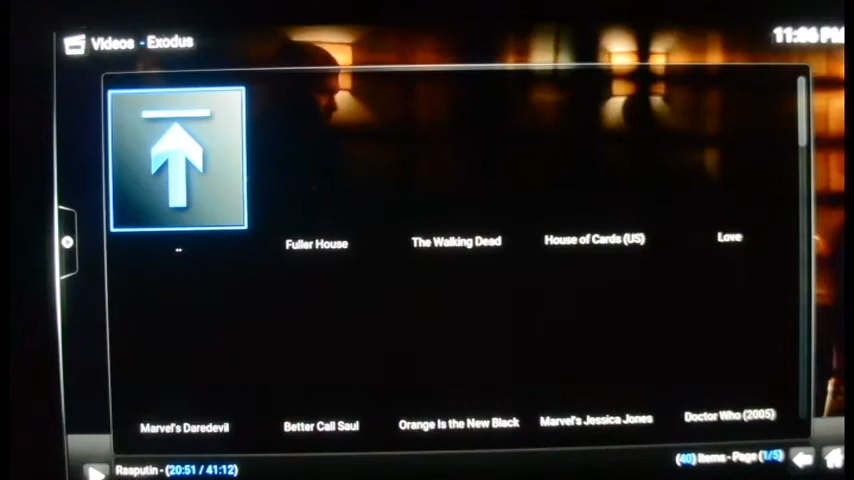 Videos - Exodus
11:06 PM
..
Fuller House
The Walking Dead
House of Cards (US)
Love
Marvel's Daredevil
Better Call Saul
Orange Is the New Black
Marvel's Jessica Jones
Doctor Who (2005)
Rasputin - (20:51 / 41:12)
(40) Items - Page (1/5)